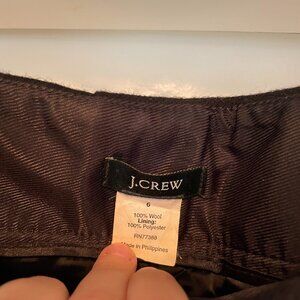 J.CREW
6
100% Wool
Lining:
100% Polyester
RN77388
Made in Philippines